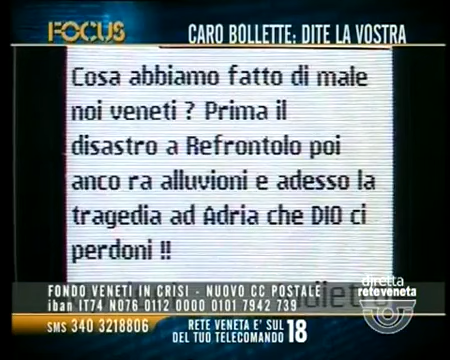 FOCUS
CARO BOLLETTE: DITE LA VOSTRA
Cosa abbiamo fatto di male
noi veneti ? Prima il
disastro a Refrontolo poi
anco ra alluvioni e adesso la
tragedia ad Adria che DIO ci
perdoni !!
diretta
reteveneta
FONDO VENETI IN CRISI - NUOVO CC POSTALE
iban IT74 N076 0112 0000 0101 7942 739
SMS 340 3218806
RETE VENETA E' SUL
DEL TUO TELECOMANDO 18